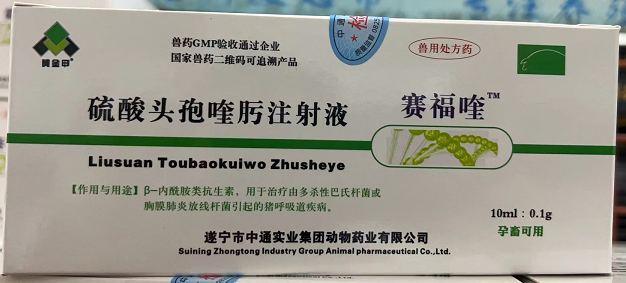 黄金甲
兽药GMP验收通过企业
国家兽药二维码可追溯产品
兽用处方药
硫酸头孢喹肟注射液
赛福喹™
Liusuan Toubaokuiwo Zhusheye
【作用与用途】β—内酰胺类抗生素，用于治疗由多杀性巴氏杆菌或
胸膜肺炎放线杆菌引起的猪呼吸道疾病。
10ml：0.1g
孕畜可用
遂宁市中通实业集团动物药业有限公司
Suining Zhongtong Industry Group Animal pharmaceutical Co.,Ltd.